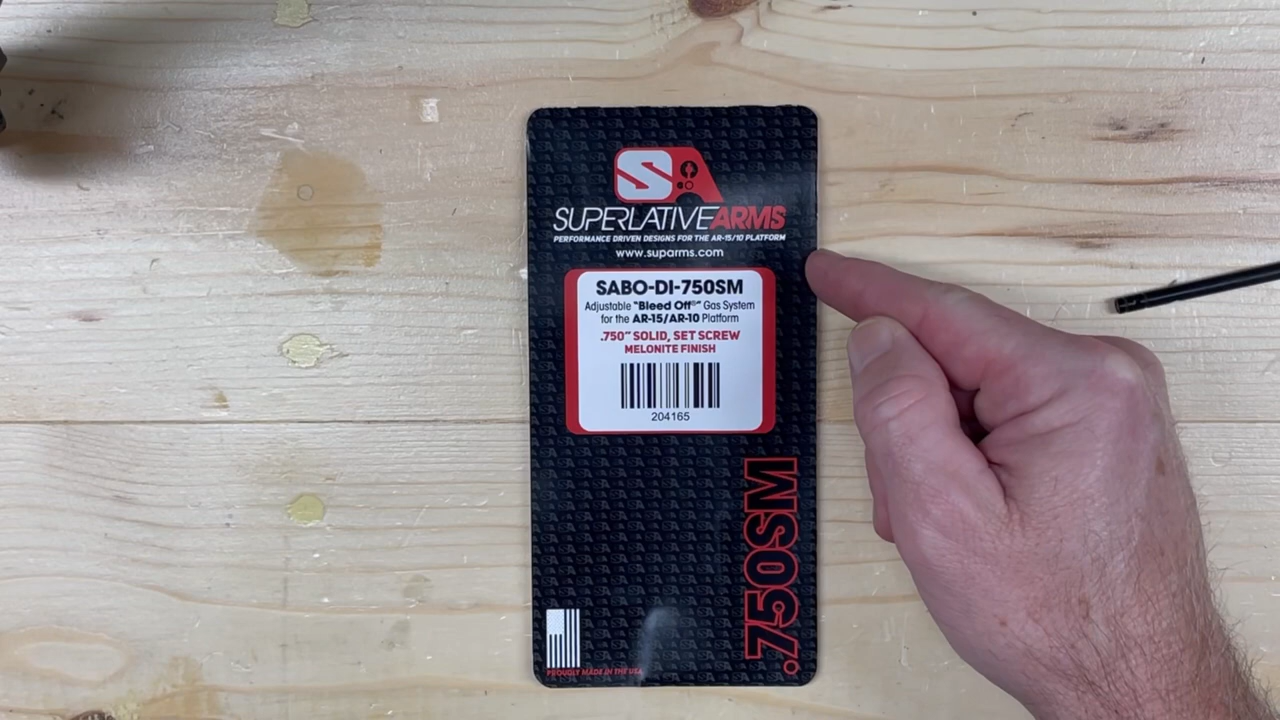 SUPERLATIVEARMS
PERFORMANCE DRIVEN DESIGNS FOR THE AR-15/10 PLATFORM
www.suparms.com
SABO-DI-750SM
Adjustable "Bleed Off®" Gas System
for the AR-15/AR-10 Platform
.750" SOLID, SET SCREW
MELONITE FINISH
204165
.750SM
PROUDLY MADE IN THE USA